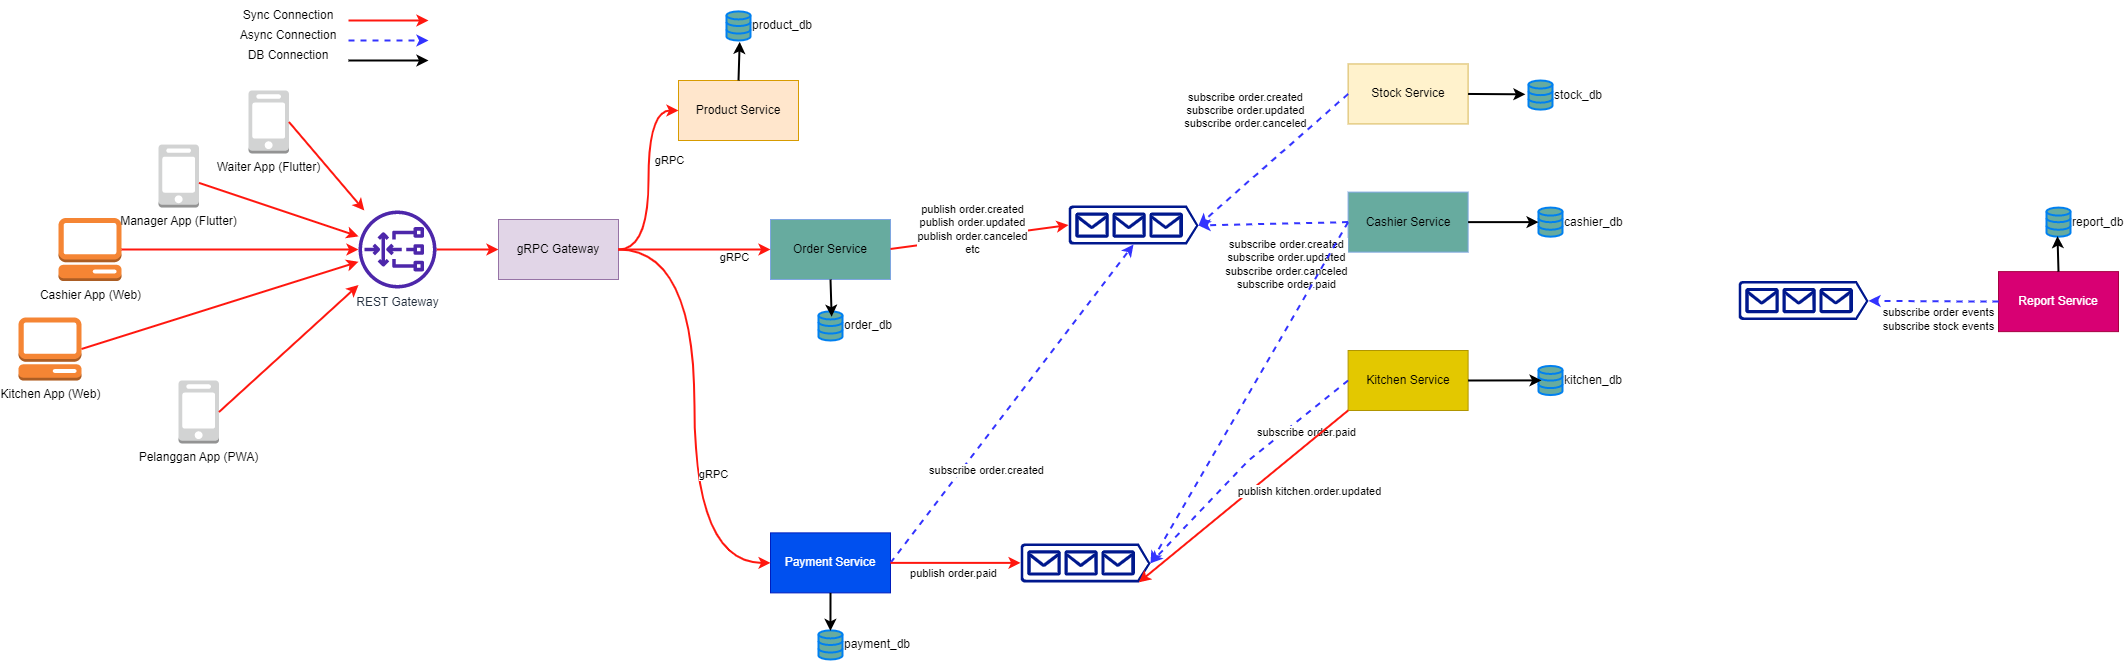 Sync Connection
Async Connection
DB Connection
product_db
Product Service
Stock Service
stock_db
subscribe order.created
subscribe order.updated
subscribe order.canceled
Waiter App (Flutter)
gRPC
Manager App (Flutter)
publish order.created
publish order.updated
publish order.canceled
etc
Cashier Service
cashier_db
report_db
gRPC Gateway
Order Service
gRPC
subscribe order.created
subscribe order.updated
subscribe order.canceled
subscribe order.paid
Cashier App (Web)
REST Gateway
order_db
Report Service
subscribe order events
subscribe stock events
Kitchen App (Web)
Kitchen Service
kitchen_db
subscribe order.paid
Pelanggan App (PWA)
gRPC
subscribe order.created
publish kitchen.order.updated
Payment Service
publish order.paid
payment_db